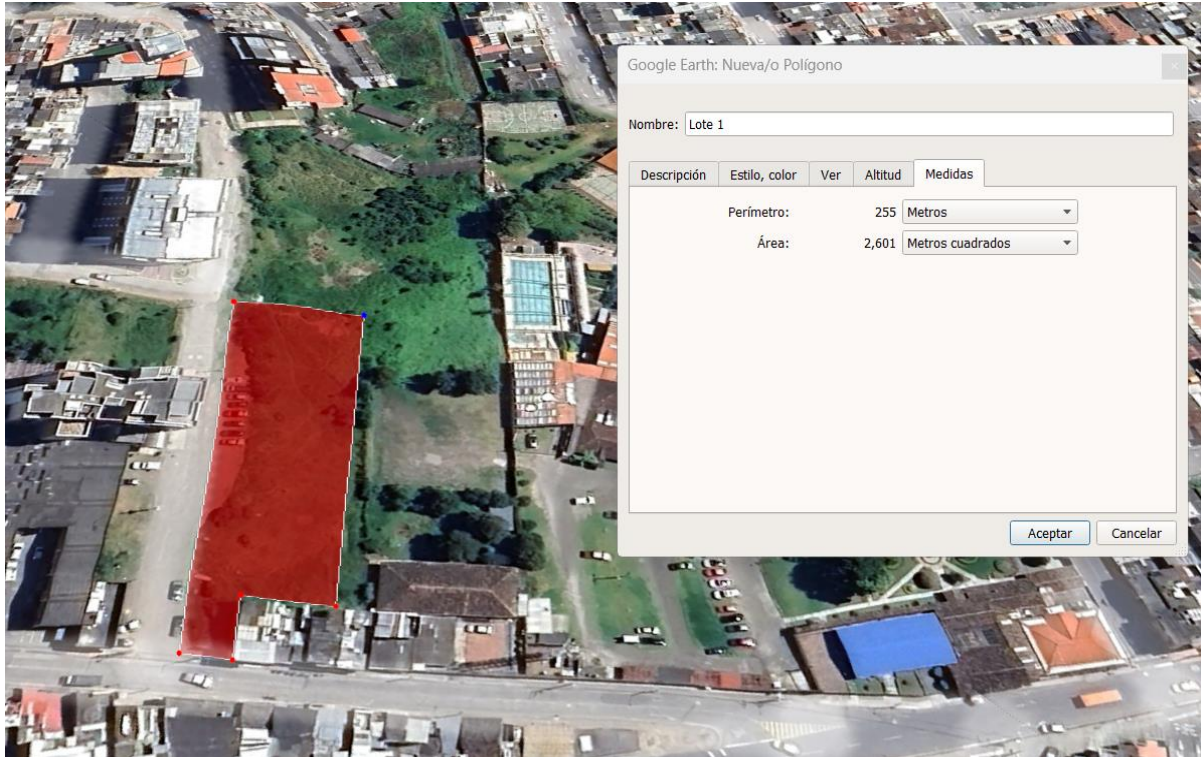 Google Earth: Nueva/o Polígono
Nombre: Lote 1
Descripción Estilo, color Ver Altitud Medidas
Perímetro: 255 Metros
Área: 2,601 Metros cuadrados
Aceptar Cancelar